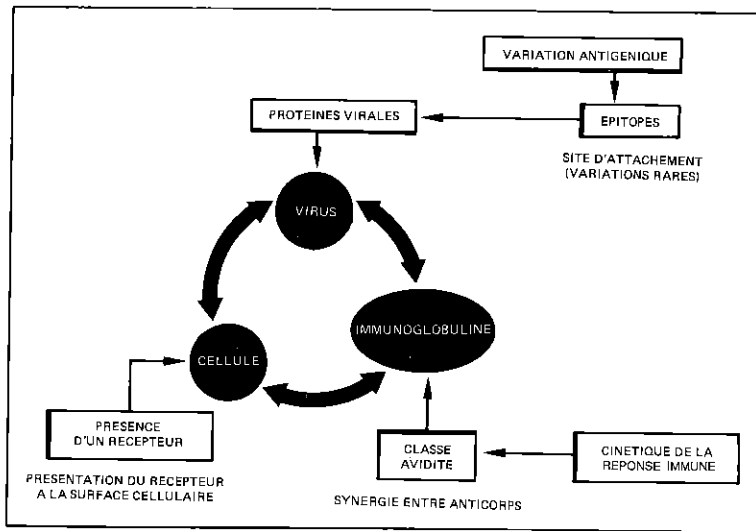 VARIATION ANTIGENIQUE
PROTEINES VIRALES
EPITOPES
SITE D'ATTACHEMENT
(VARIATIONS RARES)
VIRUS
IMMUNOGLOBULINE
CELLULE
PRESENCE
D'UN RECEPTEUR
CLASSE
AVIDITE
CINETIQUE DE LA
REPONSE IMMUNE
PRESENTATION DU RECEPTEUR
A LA SURFACE CELLULAIRE
SYNERGIE ENTRE ANTICORPS